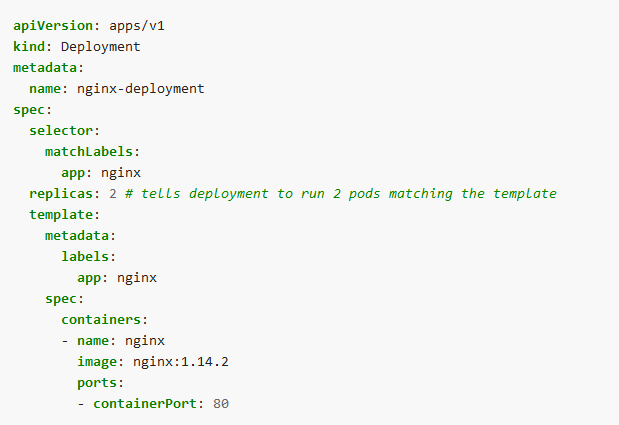 apiVersion: apps/v1
kind: Deployment
metadata:
  name: nginx-deployment
spec:
  selector:
    matchLabels:
      app: nginx
  replicas: 2 # tells deployment to run 2 pods matching the template
  template:
    metadata:
      labels:
        app: nginx
    spec:
      containers:
      - name: nginx
        image: nginx:1.14.2
        ports:
        - containerPort: 80